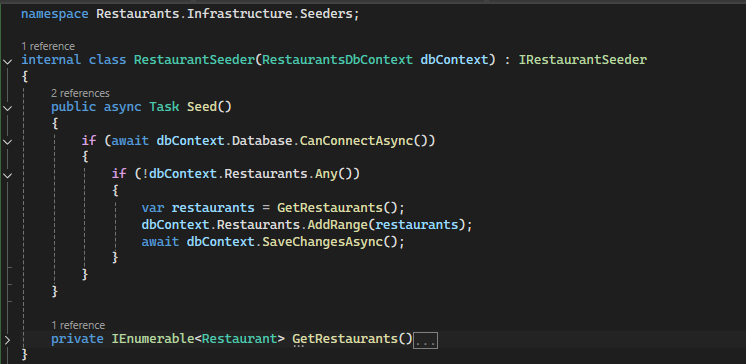 namespace Restaurants.Infrastructure.Seeders;
1 reference
internal class RestaurantSeeder(RestaurantsDbContext dbContext) : IRestaurantSeeder
{
2 references
public async Task Seed()
{
if (await dbContext.Database.CanConnectAsync())
{
if (!dbContext.Restaurants.Any())
{
var restaurants = GetRestaurants();
dbContext.Restaurants.AddRange(restaurants);
await dbContext.SaveChangesAsync();
}
}
}
1 reference
private IEnumerable<Restaurant> GetRestaurants()...
}